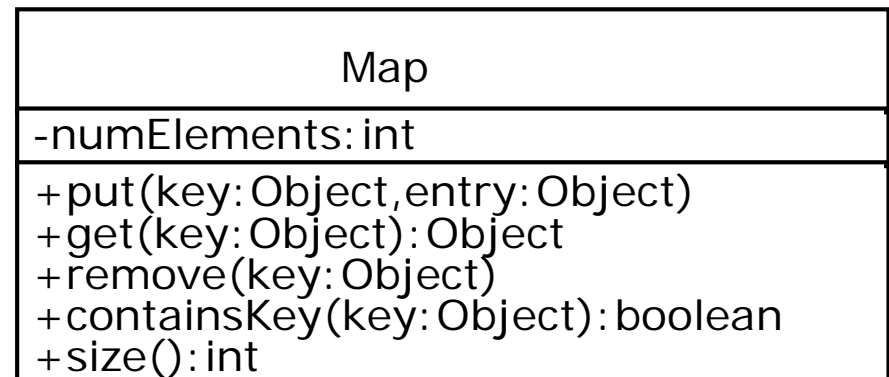 Map
-numElements:int
+put(key:Object,entry:Object)
+get(key:Object):Object
+remove(key:Object)
+containsKey(key:Object):boolean
+size():int